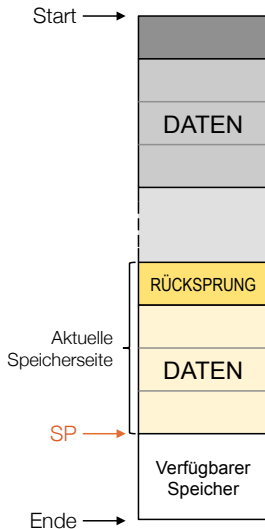 Start
DATEN
RÜCKSPRUNG
Aktuelle
Speicherseite
DATEN
SP
Verfügbarer
Speicher
Ende